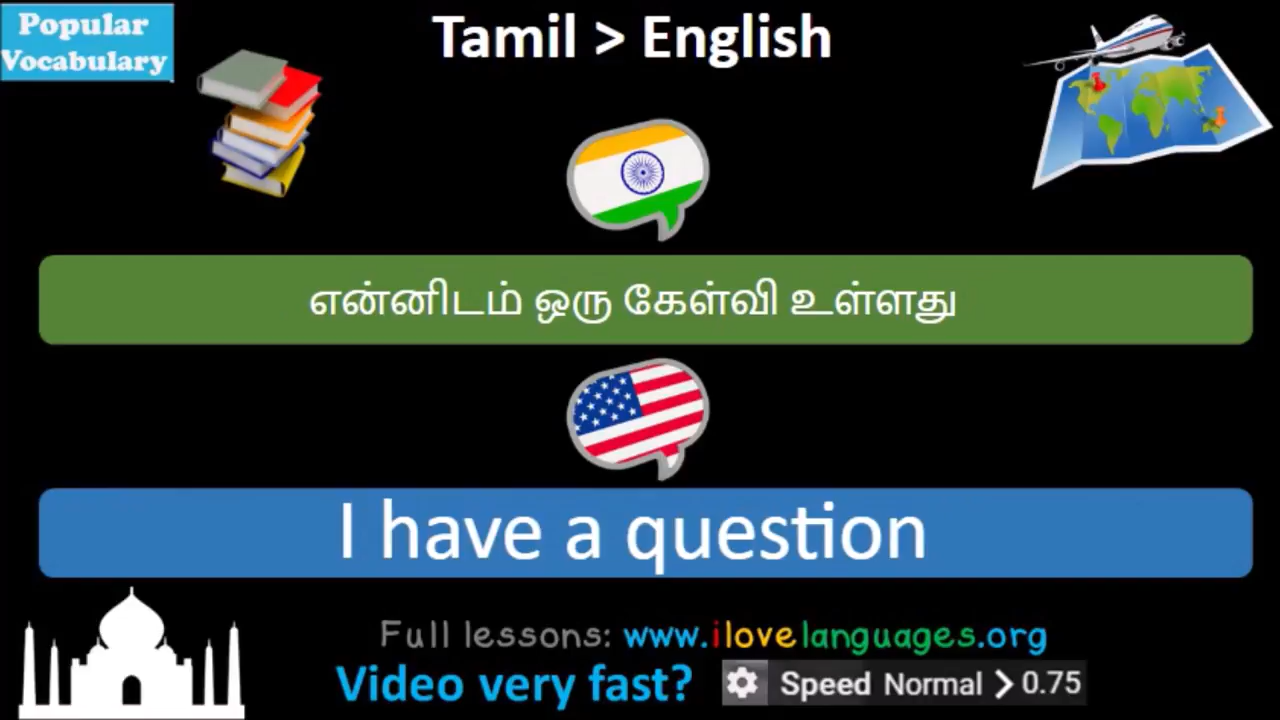 Popular
Vocabulary
Tamil > English
என்னிடம் ஒரு கேள்வி உள்ளது
I have a question
Full lessons: www.ilovelanguages.org
Video very fast? Speed Normal > 0.75